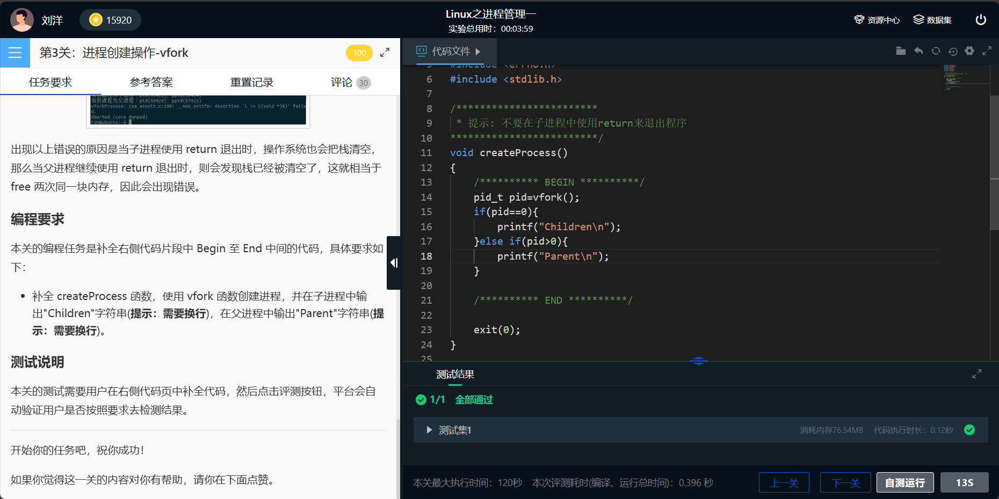 刘洋
15920
Linux之进程管理一
实验总用时：00:03:59
资源中心
数据集
第3关：进程创建操作-vfork
100
任务要求
参考答案
重置记录
评论 30
当前进程为父进程：pid(59424), ppid(57423)
vforkProcess: cxa_atexit.c:100: __new_exitfn: Assertion `l != ((void *)0)' faile
d.
Aborted (core dumped)
fzm@ubuntu:~$
出现以上错误的原因是当子进程使用 return 退出时，操作系统也会把栈清空，
那么当父进程继续使用 return 退出时，则会发现栈已经被清空了，这就相当于
free 两次同一块内存，因此会出现错误。
编程要求
本关的编程任务是补全右侧代码片段中 Begin 至 End 中间的代码，具体要求如
下：
• 补全 createProcess 函数，使用 vfork 函数创建进程，并在子进程中输
出"Children"字符串(提示：需要换行)，在父进程中输出"Parent"字符串(提
示：需要换行)。
测试说明
本关的测试需要用户在右侧代码页中补全代码，然后点击评测按钮，平台会自
动验证用户是否按照要求去检测结果。
开始你的任务吧，祝你成功！
如果你觉得这一关的内容对你有帮助，请你在下面点赞。
代码文件
5 #include <errno.h>
6 #include <stdlib.h>
7
8 /************************
9 * 提示: 不要在子进程中使用return来退出程序
10 *************************/
11 void createProcess()
12 {
13 /********** BEGIN **********/
14 pid_t pid=vfork();
15 if(pid==0){
16 printf("Children\n");
17 }else if(pid>0){
18 printf("Parent\n");
19 }
20
21 /********** END **********/
22
23 exit(0);
24 }
25
测试结果
1/1 全部通过
测试集1
消耗内存76.54MB 代码执行时长：0.12秒
本关最大执行时间：120秒 本次评测耗时(编译、运行总时间)：0.396 秒
上一关
下一关
自测运行
13S